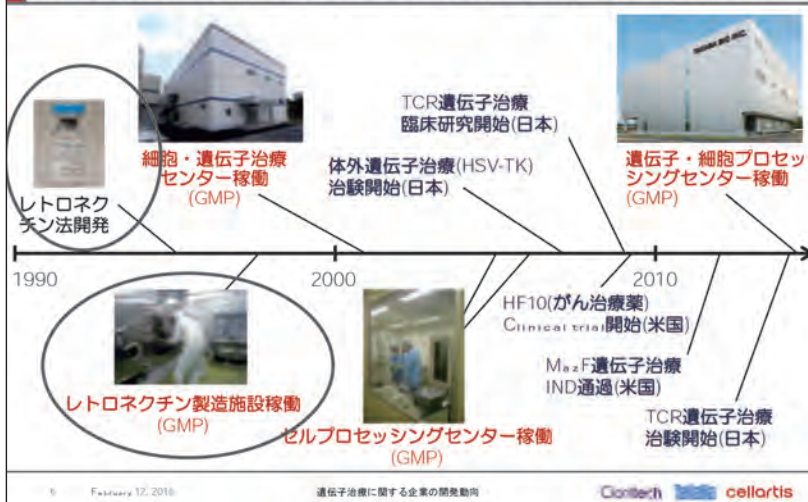 TAKARA BIO INC.
TCR遺伝子治療
臨床研究開始(日本)
細胞・遺伝子治療
センター稼働
(GMP)
体外遺伝子治療(HSV-TK)
治験開始(日本)
遺伝子・細胞プロセッ
シングセンター稼働
(GMP)
レトロネク
チン法開発
1990
2000
2010
HF10(がん治療薬)
Clinical trial開始(米国)
MazF遺伝子治療
IND通過(米国)
レトロネクチン製造施設稼働
(GMP)
セルプロセッシングセンター稼働
(GMP)
TCR遺伝子治療
治験開始(日本)
6 February 12, 2016 遺伝子治療に関する企業の開発動向 Clontech cellartis